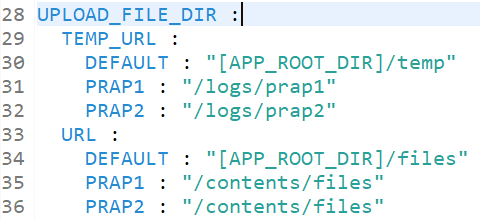 28 UPLOAD_FILE_DIR :
29   TEMP_URL :
30     DEFAULT : "[APP_ROOT_DIR]/temp"
31     PRAP1 : "/logs/prap1"
32     PRAP2 : "/logs/prap2"
33   URL :
34     DEFAULT : "[APP_ROOT_DIR]/files"
35     PRAP1 : "/contents/files"
36     PRAP2 : "/contents/files"